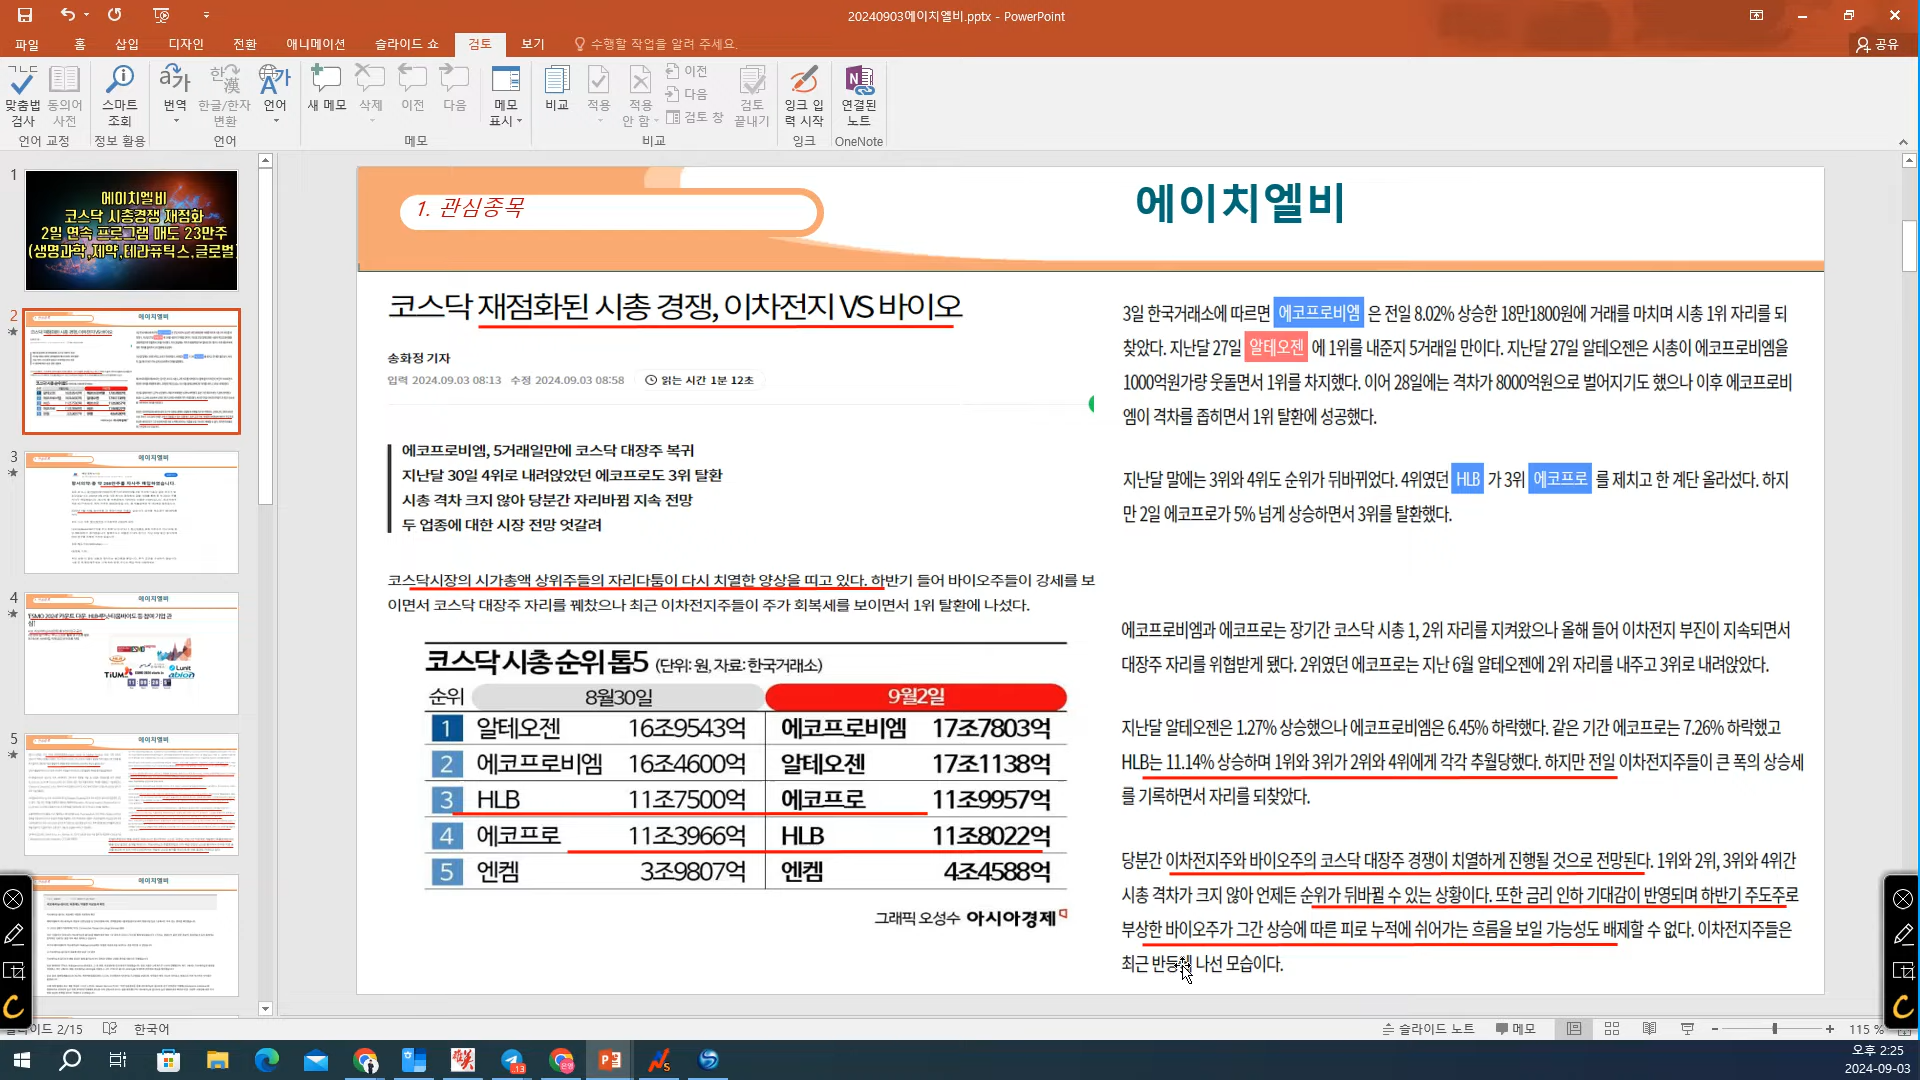 20240903에이치엘비.pptx - PowerPoint
파일 홈 삽입 디자인 전환 애니메이션 슬라이드 쇼 검토 보기 수행할 작업을 알려 주세요. 공유
맞춤법 검사
동의어 사전
스마트 조회
번역
한글/한자 변환
언어
새 메모
삭제
이전
다음
메모 표시
비교
적용
적용 안 함
이전
다음
검토 창
검토 끝내기
잉크 입력 시작
연결된 노트
언어 교정 정보 활용 언어 메모 비교 잉크 OneNote
1
에이치엘비
코스닥 시총경쟁 재점화
2일 연속 프로그램 매도 23만주
(생명과학,제약,테라퓨틱스,글로벌)
2
3
4
5
1. 관심종목
에이치엘비
코스닥 재점화된 시총 경쟁, 이차전지 VS 바이오
송화정 기자
입력 2024.09.03 08:13 수정 2024.09.03 08:58 읽는 시간 1분 12초
에코프로비엠, 5거래일만에 코스닥 대장주 복귀
지난달 30일 4위로 내려앉았던 에코프로도 3위 탈환
시총 격차 크지 않아 당분간 자리바꿈 지속 전망
두 업종에 대한 시장 전망 엇갈려
코스닥시장의 시가총액 상위주들의 자리다툼이 다시 치열한 양상을 띠고 있다. 하반기 들어 바이오주들이 강세를 보
이면서 코스닥 대장주 자리를 꿰찼으나 최근 이차전지주들이 주가 회복세를 보이면서 1위 탈환에 나섰다.
코스닥 시총 순위 톱5 (단위: 원, 자료: 한국거래소)
순위 8월30일 9월2일
1 알테오젠 16조9543억 에코프로비엠 17조7803억
2 에코프로비엠 16조4600억 알테오젠 17조1138억
3 HLB 11조7500억 에코프로 11조9957억
4 에코프로 11조3966억 HLB 11조8022억
5 엔켐 3조9807억 엔켐 4조4588억
그래픽 오성수 아시아경제
3일 한국거래소에 따르면 에코프로비엠 은 전일 8.02% 상승한 18만1800원에 거래를 마치며 시총 1위 자리를 되
찾았다. 지난달 27일 알테오젠 에 1위를 내준지 5거래일 만이다. 지난달 27일 알테오젠은 시총이 에코프로비엠을
1000억원가량 웃돌면서 1위를 차지했다. 이어 28일에는 격차가 8000억원으로 벌어지기도 했으나 이후 에코프로비
엠이 격차를 좁히면서 1위 탈환에 성공했다.
지난달 말에는 3위와 4위도 순위가 뒤바뀌었다. 4위였던 HLB 가 3위 에코프로 를 제치고 한 계단 올라섰다. 하지
만 2일 에코프로가 5% 넘게 상승하면서 3위를 탈환했다.
에코프로비엠과 에코프로는 장기간 코스닥 시총 1, 2위 자리를 지켜왔으나 올해 들어 이차전지 부진이 지속되면서
대장주 자리를 위협받게 됐다. 2위였던 에코프로는 지난 6월 알테오젠에 2위 자리를 내주고 3위로 내려앉았다.
지난달 알테오젠은 1.27% 상승했으나 에코프로비엠은 6.45% 하락했다. 같은 기간 에코프로는 7.26% 하락했고
HLB는 11.14% 상승하며 1위와 3위가 2위와 4위에게 각각 추월당했다. 하지만 전일 이차전지주들이 큰 폭의 상승세
를 기록하면서 자리를 되찾았다.
당분간 이차전지주와 바이오주의 코스닥 대장주 경쟁이 치열하게 진행될 것으로 전망된다. 1위와 2위, 3위와 4위간
시총 격차가 크지 않아 언제든 순위가 뒤바뀔 수 있는 상황이다. 또한 금리 인하 기대감이 반영되며 하반기 주도주로
부상한 바이오주가 그간 상승에 따른 피로 누적에 쉬어가는 흐름을 보일 가능성도 배제할 수 없다. 이차전지주들은
최근 반등에 나선 모습이다.
슬라이드 2/15 한국어
슬라이드 노트 메모 115 %
오후 2:25
2024-09-03